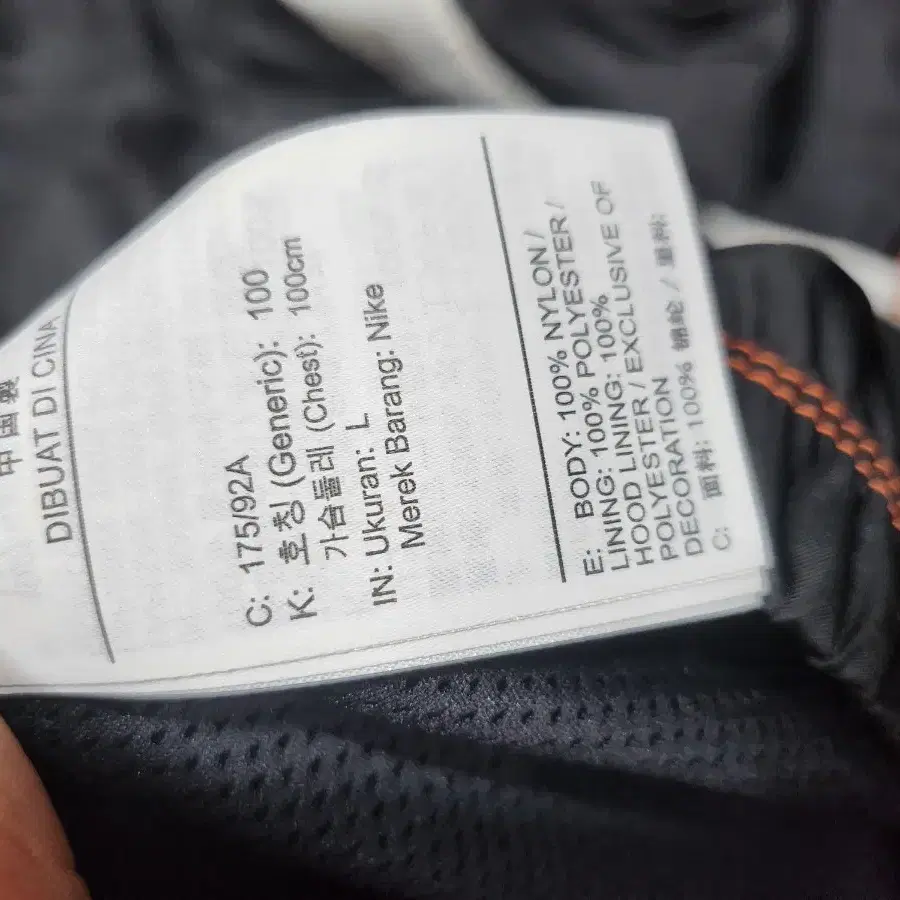 中国製
DIBUAT DI CINA
C: 175/92A
K: 호칭 (Generic): 100
가슴둘레 (Chest): 100cm
IN: Ukuran: L
Merek Barang: Nike
E: BODY: 100% NYLON /
LINING: 100% POLYESTER /
HOOD LINING: 100%
POLYESTER / EXCLUSIVE OF
DECORATION
C: 面料: 100% 锦纶 / 里料: